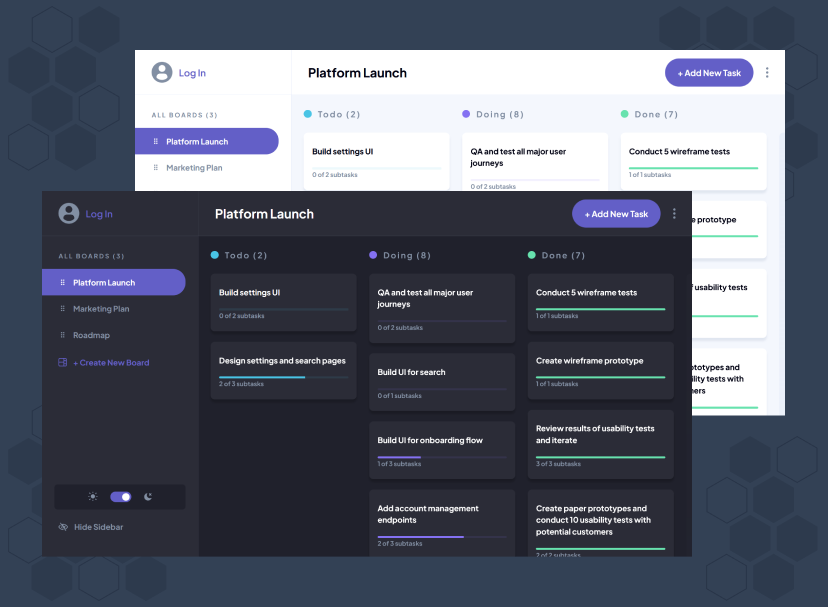 Log In
Platform Launch
+ Add New Task
ALL BOARDS (3)
Platform Launch
Marketing Plan
Todo (2)
Build settings UI
0 of 2 subtasks
Doing (8)
QA and test all major user
journeys
0 of 2 subtasks
Done (7)
Conduct 5 wireframe tests
1 of 1 subtasks
prototype
usability tests
ototypes and
ility tests with
ers
Log In
Platform Launch
+ Add New Task
ALL BOARDS (3)
Platform Launch
Marketing Plan
Roadmap
+ Create New Board
Hide Sidebar
Todo (2)
Build settings UI
0 of 2 subtasks
Design settings and search pages
2 of 3 subtasks
Doing (8)
QA and test all major user
journeys
0 of 2 subtasks
Build UI for search
0 of 1 subtasks
Build UI for onboarding flow
1 of 3 subtasks
Add account management
endpoints
2 of 3 subtasks
Done (7)
Conduct 5 wireframe tests
1 of 1 subtasks
Create wireframe prototype
1 of 1 subtasks
Review results of usability tests
and iterate
3 of 3 subtasks
Create paper prototypes and
conduct 10 usability tests with
potential customers
2 of 2 subtasks